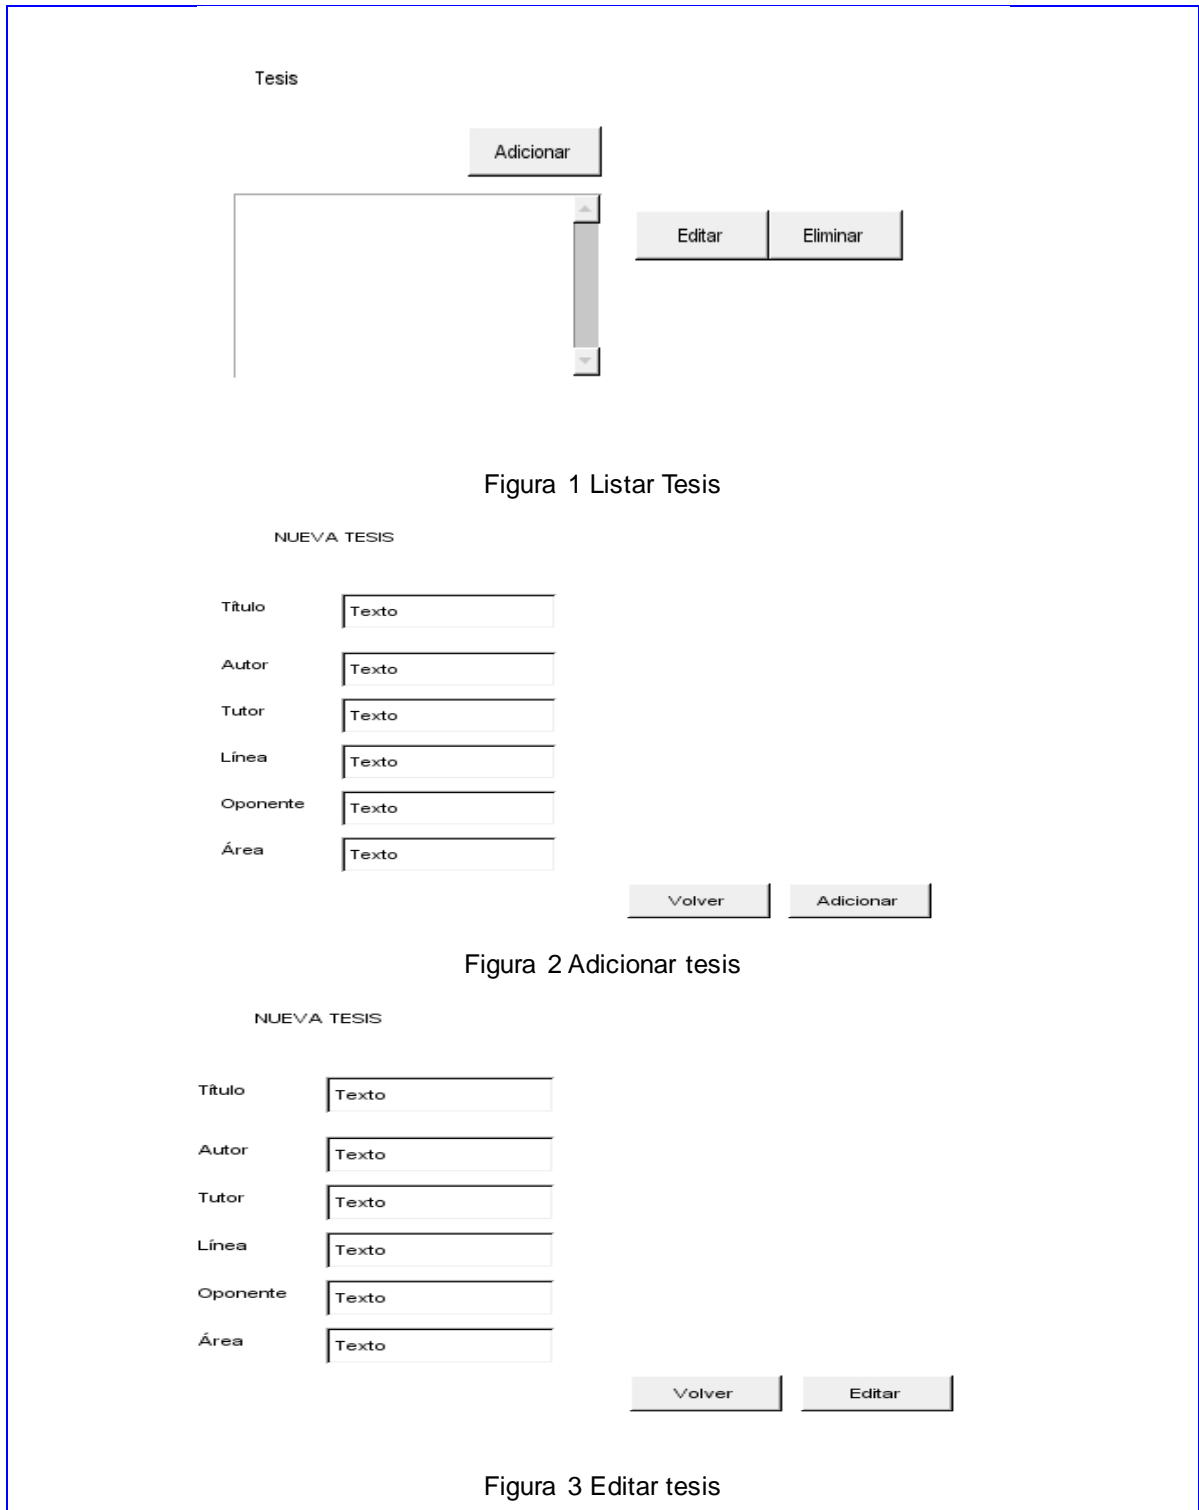 Tesis
Adicionar
Editar Eliminar
Figura 1 Listar Tesis
NUEVA TESIS
Título Texto
Autor Texto
Tutor Texto
Línea Texto
Oponente Texto
Área Texto
Volver Adicionar
Figura 2 Adicionar tesis
NUEVA TESIS
Título Texto
Autor Texto
Tutor Texto
Línea Texto
Oponente Texto
Área Texto
Volver Editar
Figura 3 Editar tesis